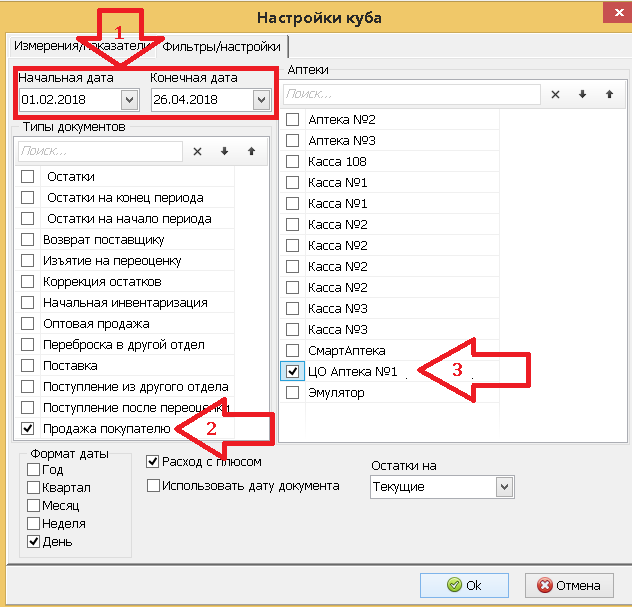 Настройки куба
Измерения/показатели Фильтры/настройки
1
Начальная дата Конечная дата
01.02.2018 26.04.2018
Типы документов
Поиск...
Остатки
Остатки на конец периода
Остатки на начало периода
Возврат поставщику
Изъятие на переоценку
Коррекция остатков
Начальная инвентаризация
Оптовая продажа
Переброска в другой отдел
Поставка
Поступление из другого отдела
Поступление после переоценки
Продажа покупателю
2
Аптеки
Поиск...
Аптека №2
Аптека №3
Касса 108
Касса №1
Касса №1
Касса №2
Касса №2
Касса №2
Касса №2
Касса №3
Касса №3
СмартАптека
ЦО Аптека №1
3
Эмулятор
Формат даты
Год
Квартал
Месяц
Неделя
День
Расход с плюсом
Использовать дату документа
Остатки на
Текущие
Ok
Отмена